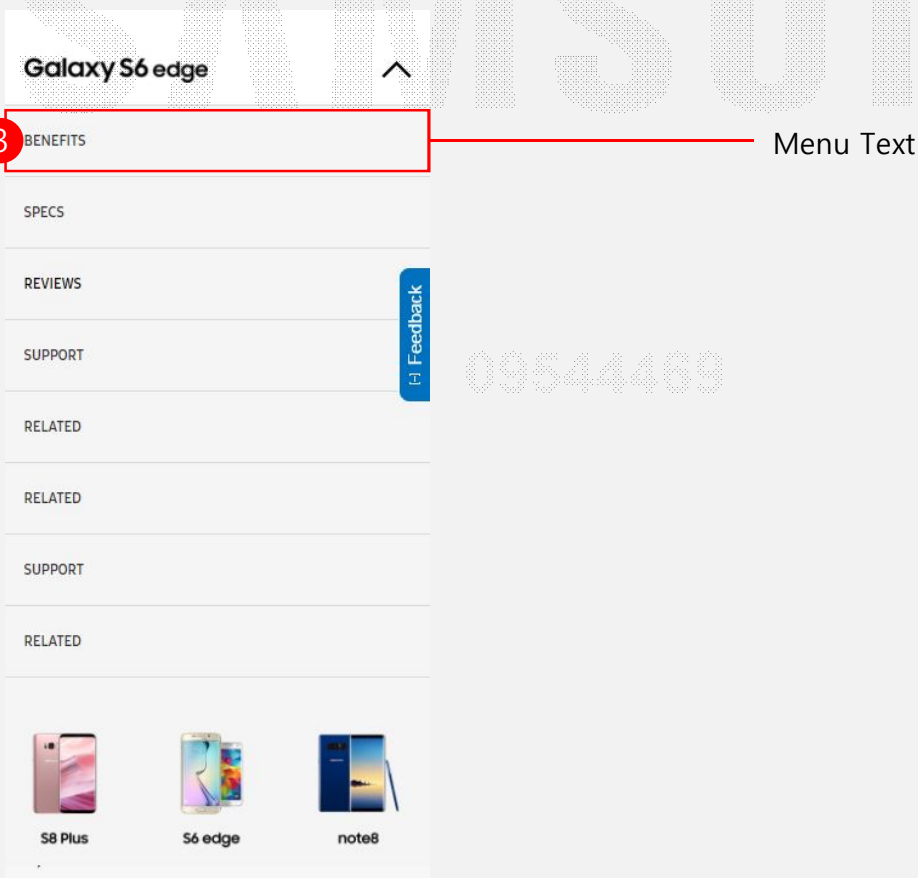 Galaxy S6 edge
BENEFITS
Menu Text
SPECS
REVIEWS
[-] Feedback
SUPPORT
09544469
RELATED
RELATED
SUPPORT
RELATED
S8 Plus
S6 edge
note8